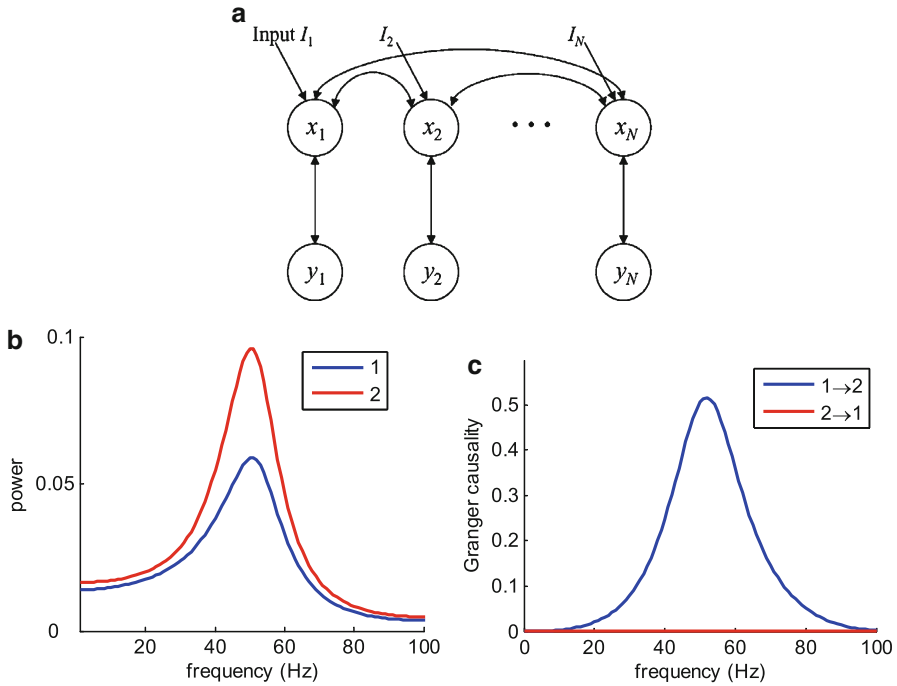 a
Input I1 I2 IN
x1 x2 ... xN
y1 y2 yN
b
0.1
0.05
0
power
20 40 60 80 100
frequency (Hz)
1
2
c
0.5
0.4
0.3
0.2
0.1
0
Granger causality
0 20 40 60 80 100
frequency (Hz)
1→2
2→1